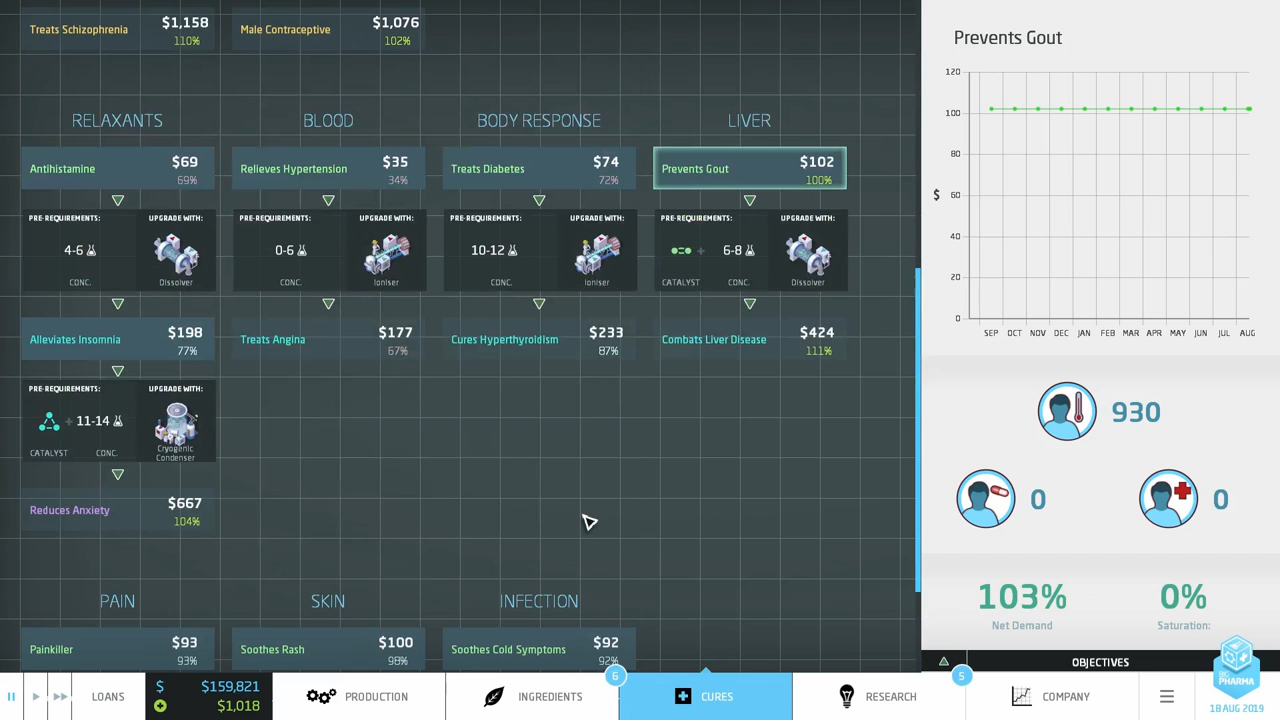 $1,158
Treats Schizophrenia
110%
$1,076
Male Contraceptive
102%
RELAXANTS
BLOOD
BODY RESPONSE
LIVER
Antihistamine
$69
69%
Relieves Hypertension
$35
34%
Treats Diabetes
$74
72%
Prevents Gout
$102
100%
PRE-REQUIREMENTS:
UPGRADE WITH:
4-6
CONC.
Dissolver
PRE-REQUIREMENTS:
UPGRADE WITH:
0-6
CONC.
Ioniser
PRE-REQUIREMENTS:
UPGRADE WITH:
10-12
CONC.
Ioniser
PRE-REQUIREMENTS:
UPGRADE WITH:
+ 6-8
CATALYST
CONC.
Dissolver
Alleviates Insomnia
$198
77%
Treats Angina
$177
67%
Cures Hyperthyroidism
$233
87%
Combats Liver Disease
$424
111%
PRE-REQUIREMENTS:
UPGRADE WITH:
+ 11-14
CATALYST
CONC.
Cryogenic
Condenser
Reduces Anxiety
$667
104%
PAIN
SKIN
INFECTION
Painkiller
$93
93%
Soothes Rash
$100
98%
Soothes Cold Symptoms
$92
92%
Prevents Gout
120
100
80
$ 60
40
20
0
SEP OCT NOV DEC JAN FEB MAR APR MAY JUN JUL AUG
930
0
0
103%
Net Demand
0%
Saturation:
OBJECTIVES
LOANS
$ $159,821
$1,018
PRODUCTION
INGREDIENTS
6
CURES
RESEARCH
5
COMPANY
BIG
PHARMA
18 AUG 2019